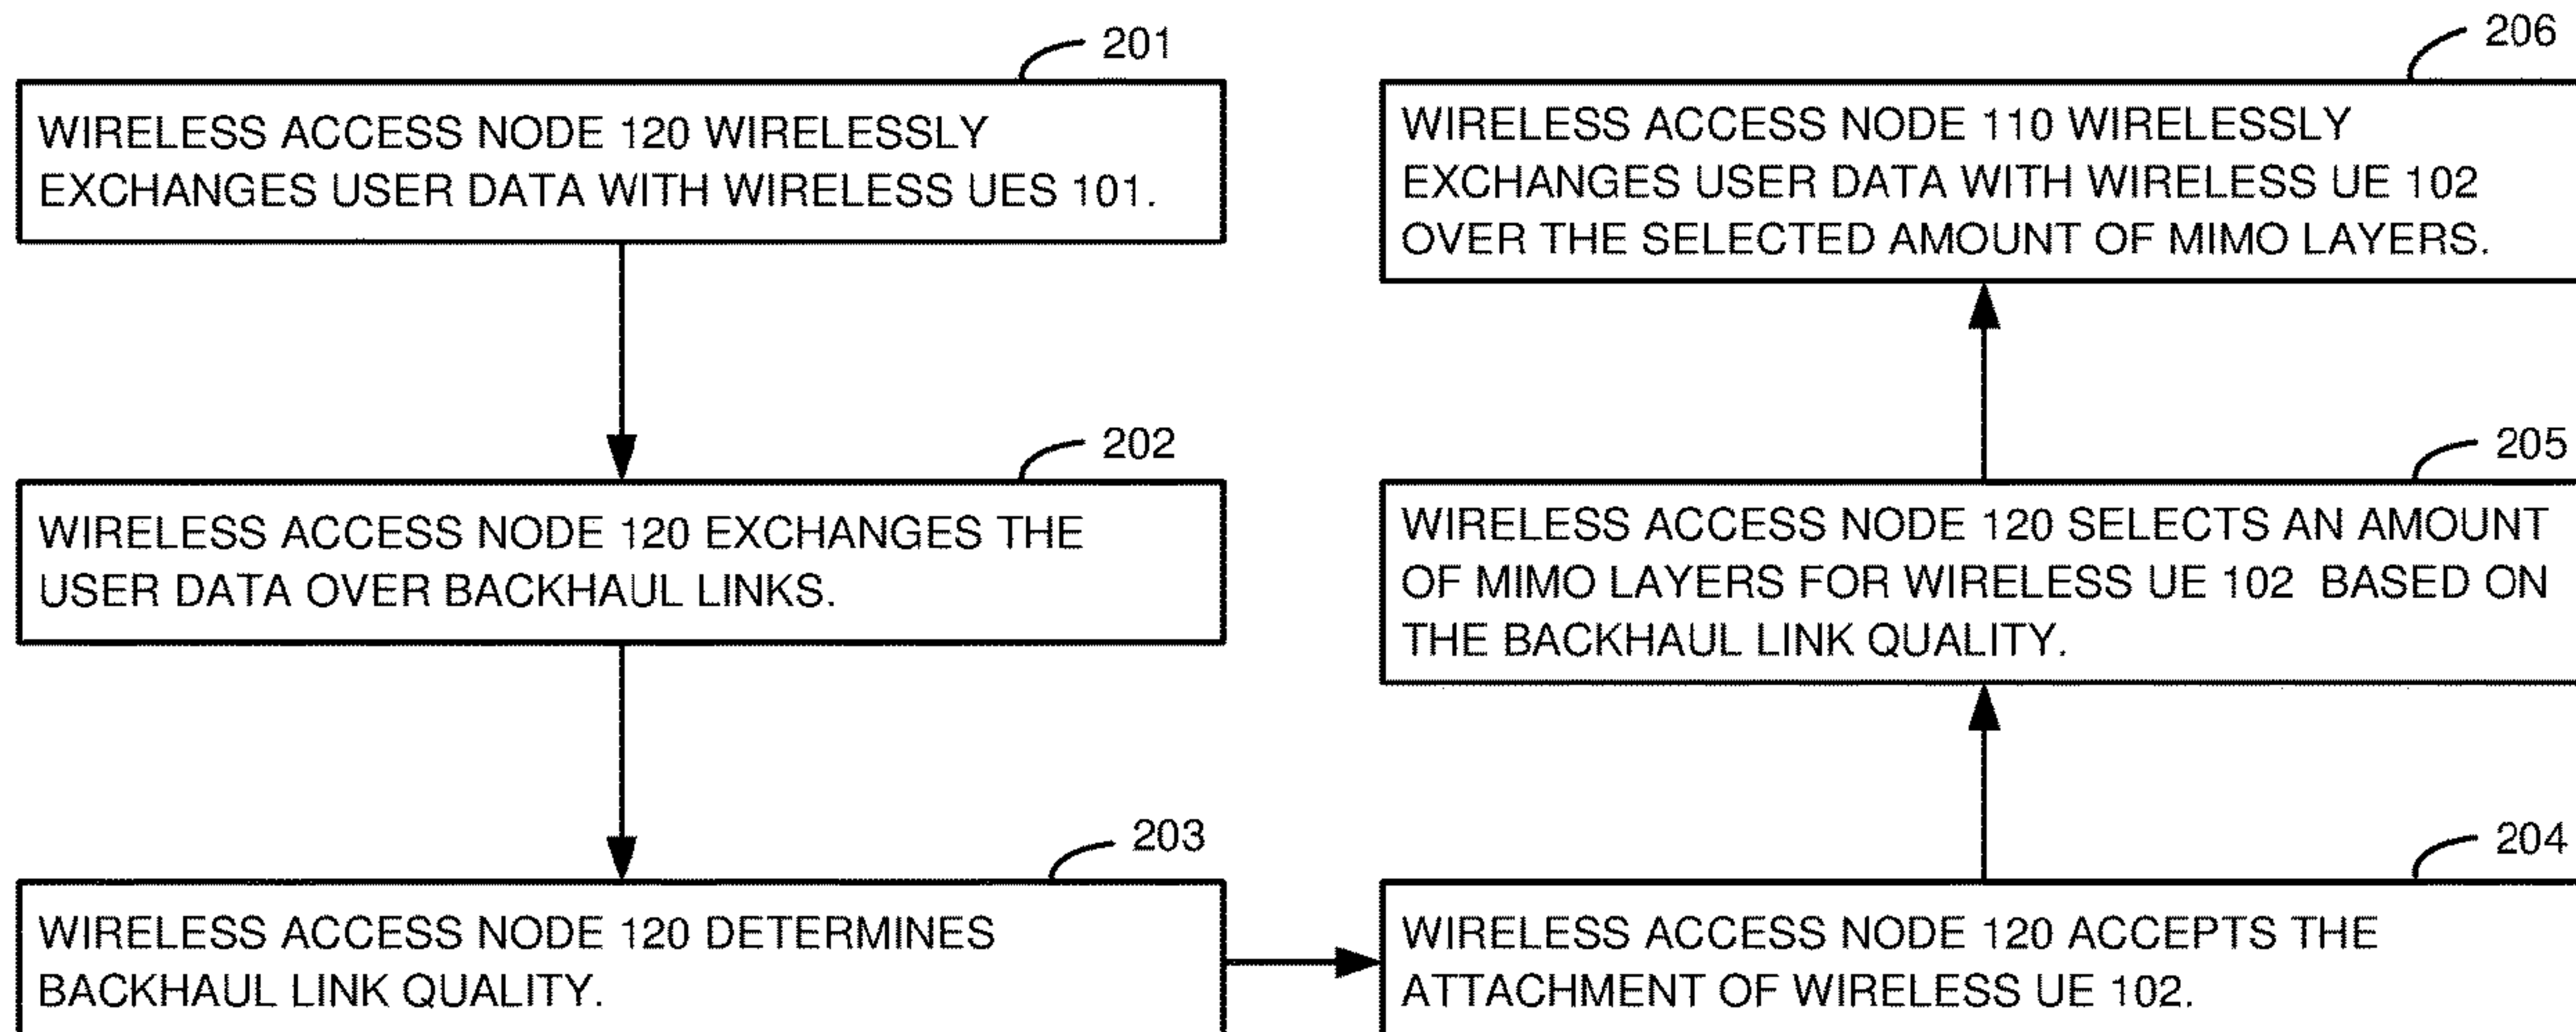 201
WIRELESS ACCESS NODE 120 WIRELESSLY
EXCHANGES USER DATA WITH WIRELESS UES 101.
202
WIRELESS ACCESS NODE 120 EXCHANGES THE
USER DATA OVER BACKHAUL LINKS.
203
WIRELESS ACCESS NODE 120 DETERMINES
BACKHAUL LINK QUALITY.
204
WIRELESS ACCESS NODE 120 ACCEPTS THE
ATTACHMENT OF WIRELESS UE 102.
205
WIRELESS ACCESS NODE 120 SELECTS AN AMOUNT
OF MIMO LAYERS FOR WIRELESS UE 102 BASED ON
THE BACKHAUL LINK QUALITY.
206
WIRELESS ACCESS NODE 110 WIRELESSLY
EXCHANGES USER DATA WITH WIRELESS UE 102
OVER THE SELECTED AMOUNT OF MIMO LAYERS.